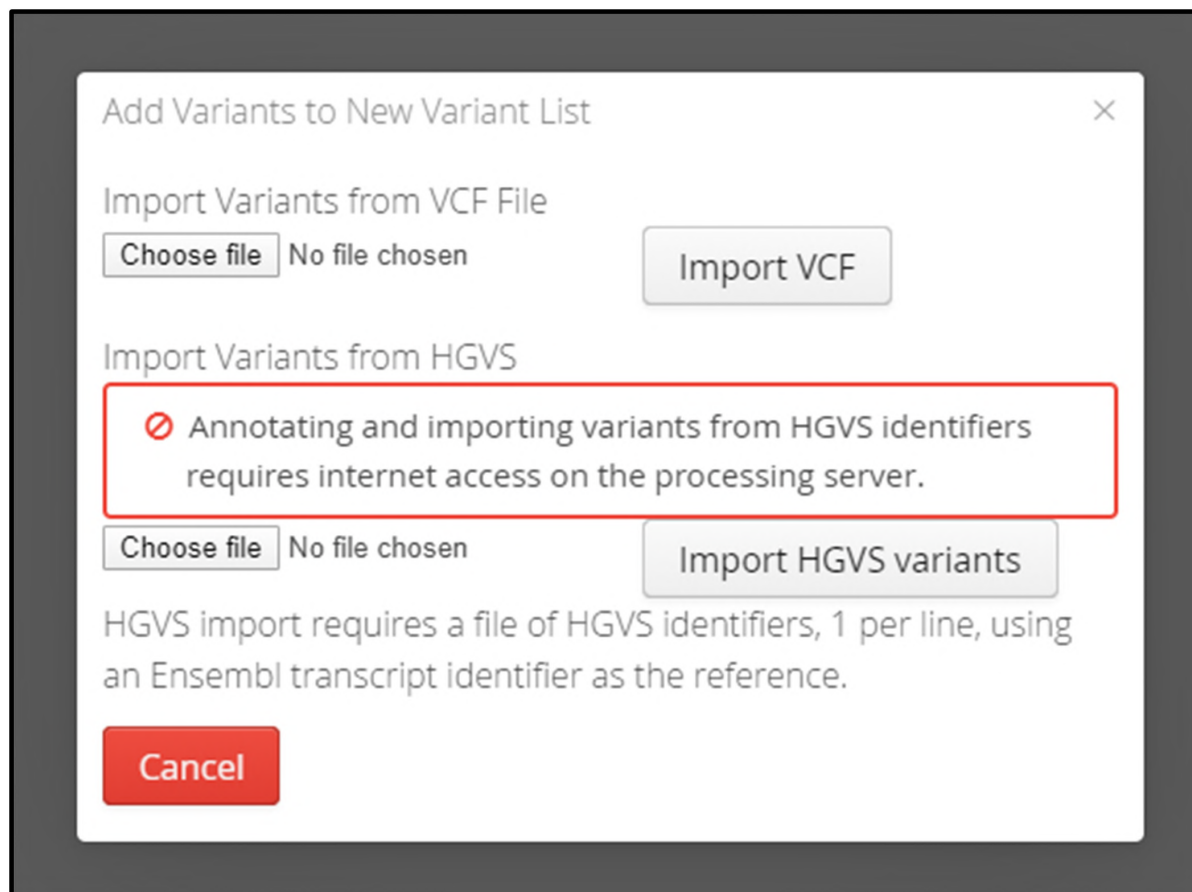 Add Variants to New Variant List ×
Import Variants from VCF File
Choose file No file chosen Import VCF
Import Variants from HGVS
Annotating and importing variants from HGVS identifiers
requires internet access on the processing server.
Choose file No file chosen Import HGVS variants
HGVS import requires a file of HGVS identifiers, 1 per line, using
an Ensembl transcript identifier as the reference.
Cancel